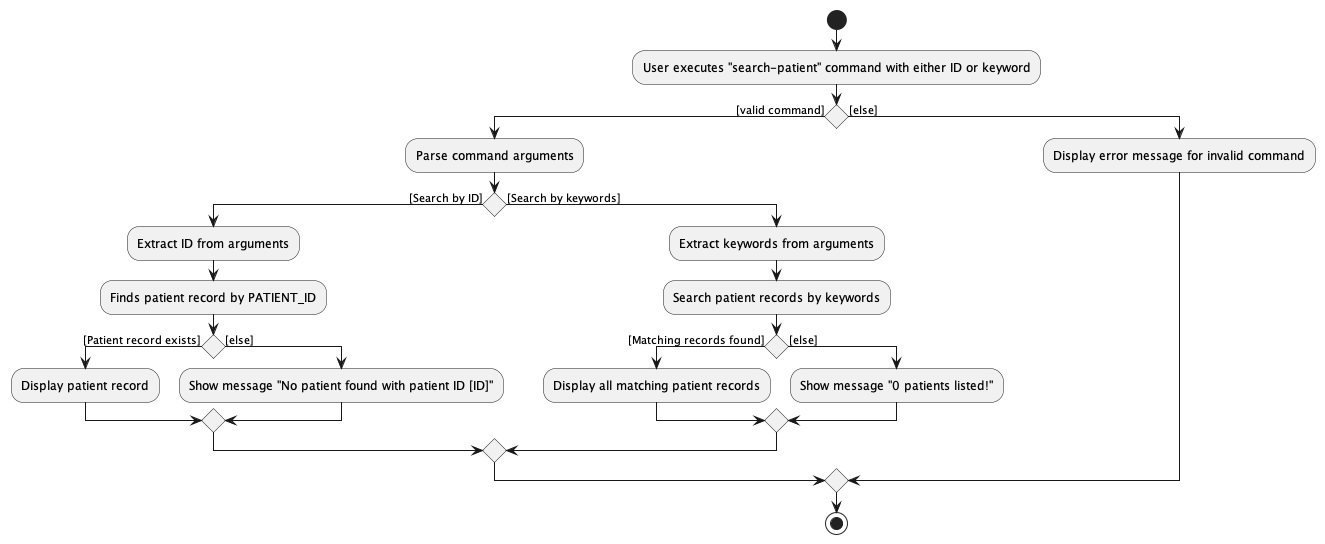 User executes "search-patient" command with either ID or keyword
[valid command]
[else]
Parse command arguments
Display error message for invalid command
[Search by ID]
[Search by keywords]
Extract ID from arguments
Extract keywords from arguments
Finds patient record by PATIENT_ID
Search patient records by keywords
[Patient record exists]
[else]
[Matching records found]
[else]
Display patient record
Show message "No patient found with patient ID [ID]"
Display all matching patient records
Show message "0 patients listed!"